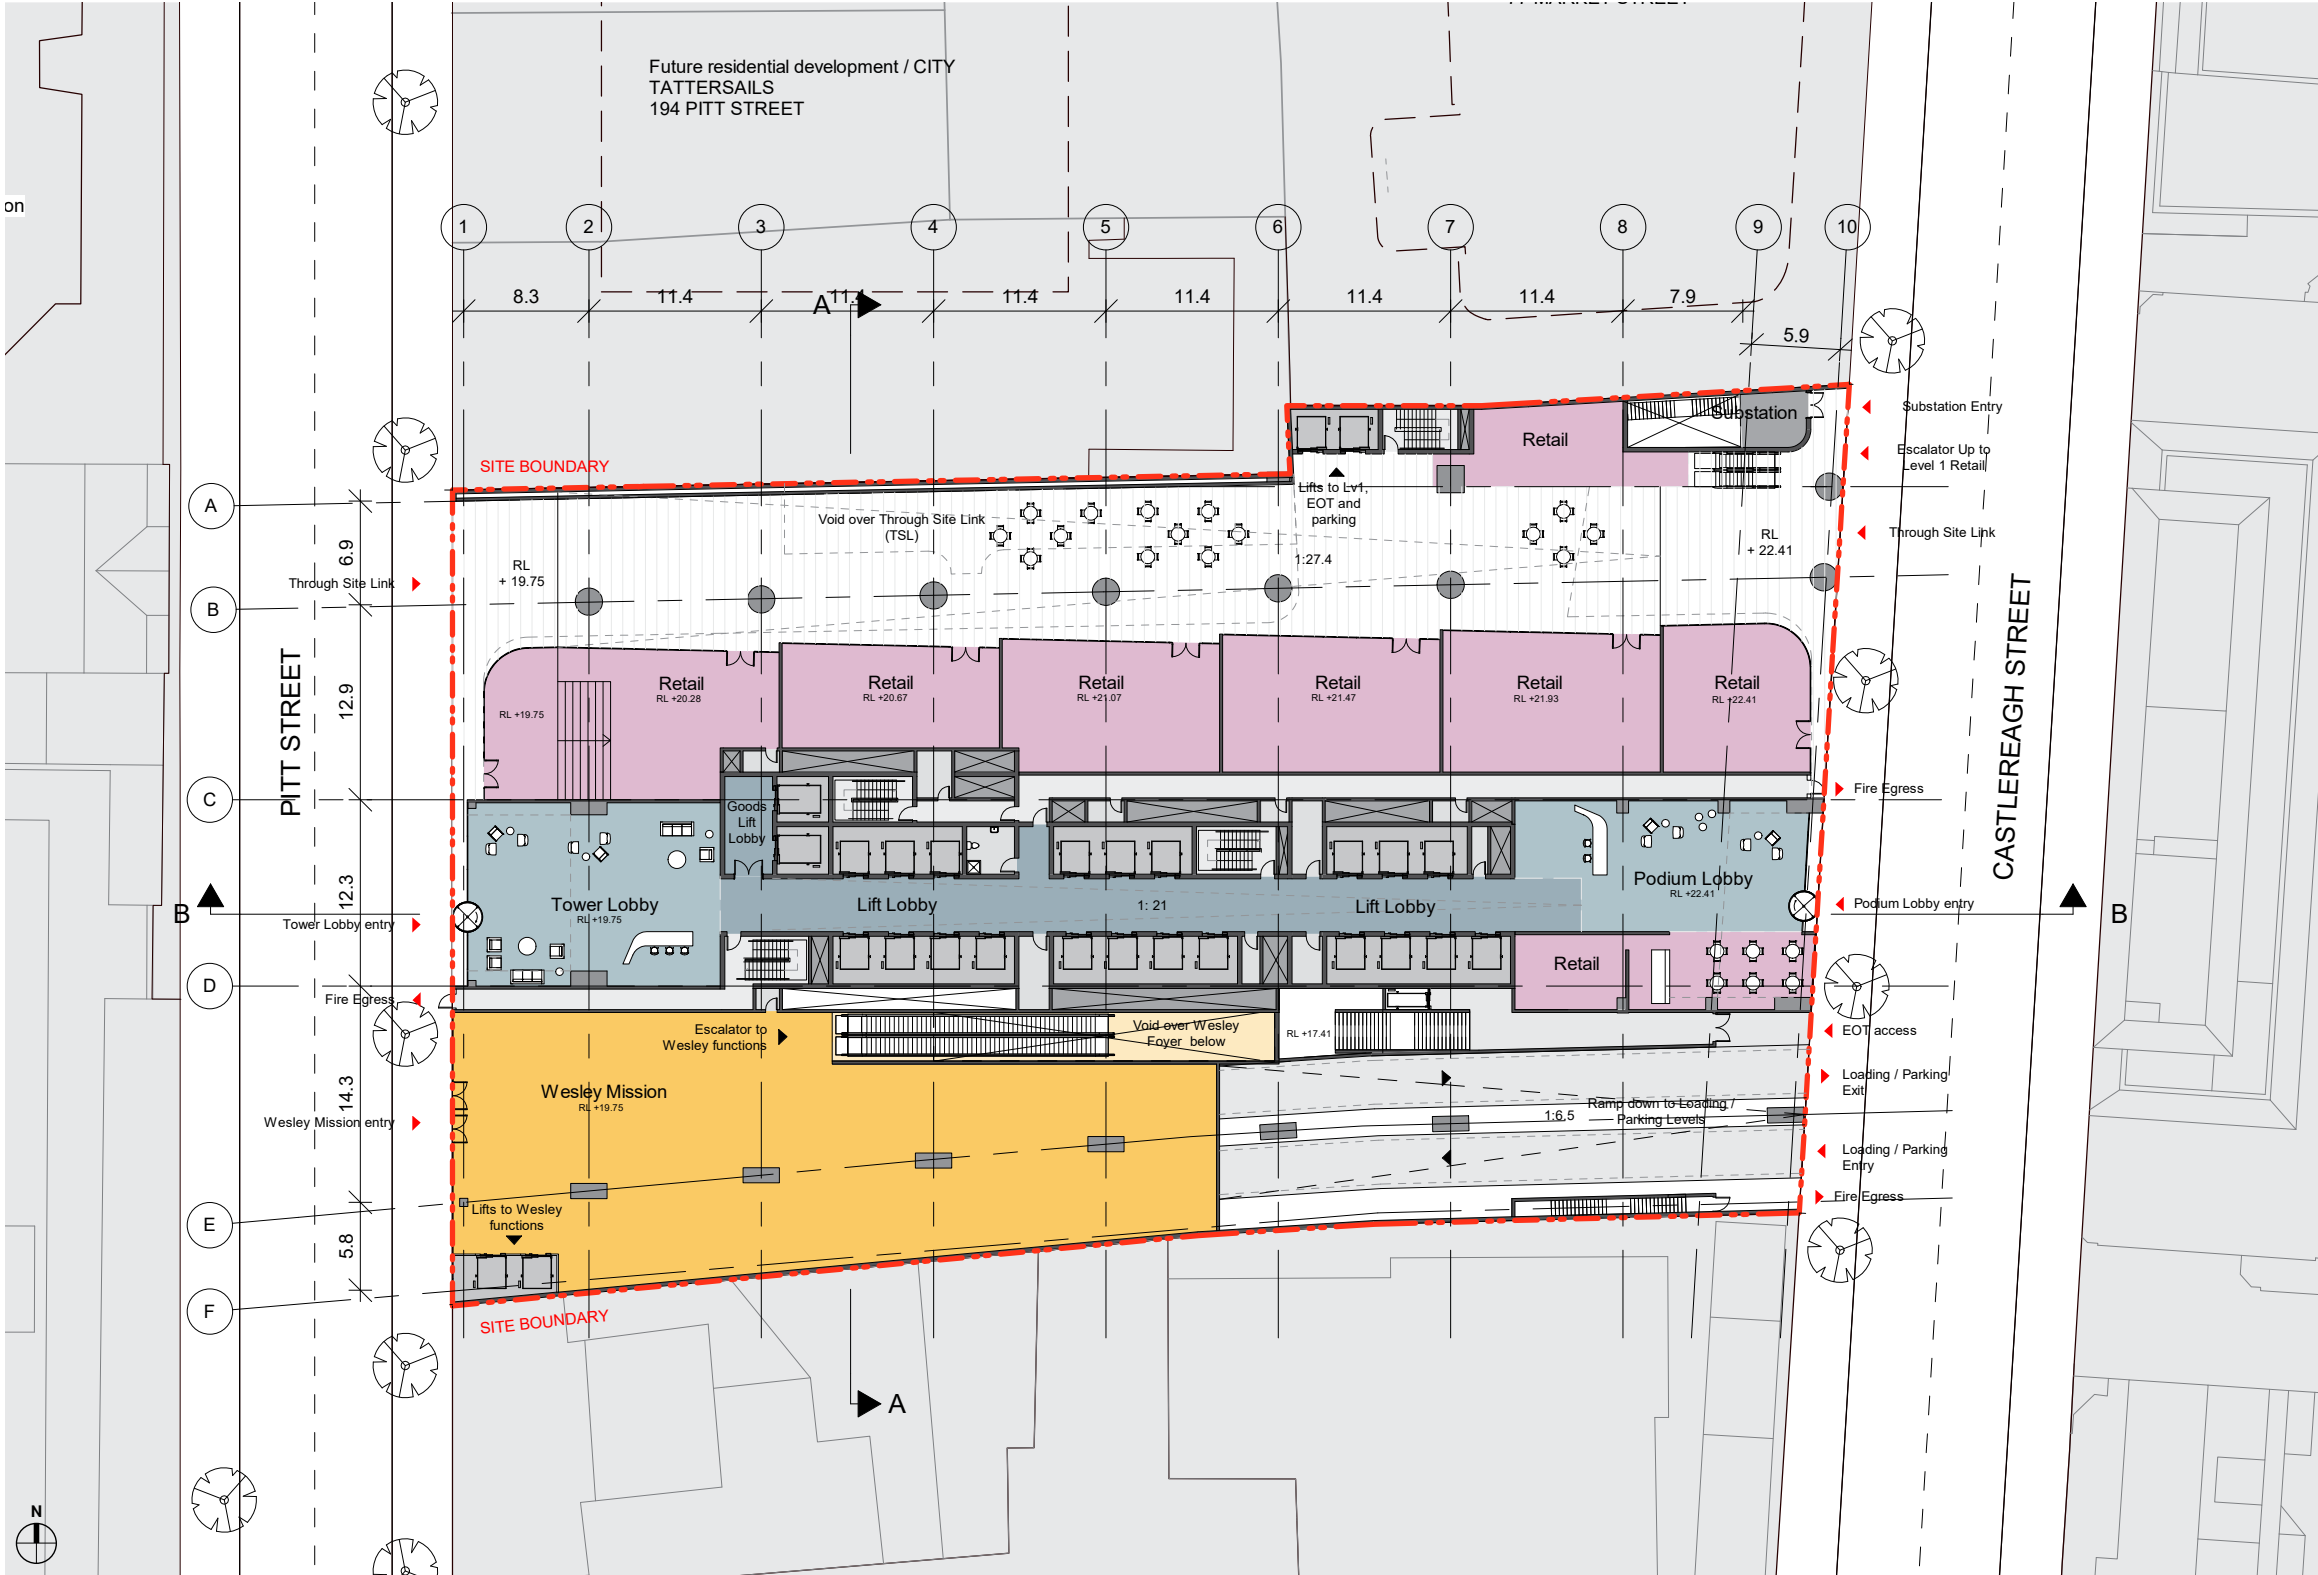 on
Future residential development / CITY
TATTERSAILS
194 PITT STREET
1
2
3
4
5
6
7
8
9
10
8.3
11.4
11.4
11.4
11.4
11.4
11.4
7.9
5.9
A
SITE BOUNDARY
A
B
C
D
E
F
6.9
12.9
12.3
14.3
5.8
PITT STREET
CASTLEREAGH STREET
Substation
Retail
Substation Entry
Escalator Up to
Level 1 Retail
Through Site Link
Lifts to Lv1,
EOT and
parking
Void over Through Site Link
(TSL)
1:27.4
RL
+ 19.75
RL
+ 22.41
Through Site Link
RL +19.75
Retail
RL +20.28
Retail
RL +20.67
Retail
RL +21.07
Retail
RL +21.47
Retail
RL +21.93
Retail
RL +22.41
Fire Egress
Goods
Lift
Lobby
Tower Lobby
RL +19.75
Lift Lobby
1: 21
Lift Lobby
Podium Lobby
RL +22.41
B
Tower Lobby entry
Podium Lobby entry
B
Retail
Fire Egress
Escalator to
Wesley functions
Void over Wesley
Foyer below
RL +17.41
EOT access
Loading / Parking
Exit
Wesley Mission
RL +19.75
Wesley Mission entry
Ramp down to Loading /
Parking Levels
1:6.5
Loading / Parking
Entry
Fire Egress
Lifts to Wesley
functions
SITE BOUNDARY
A
N